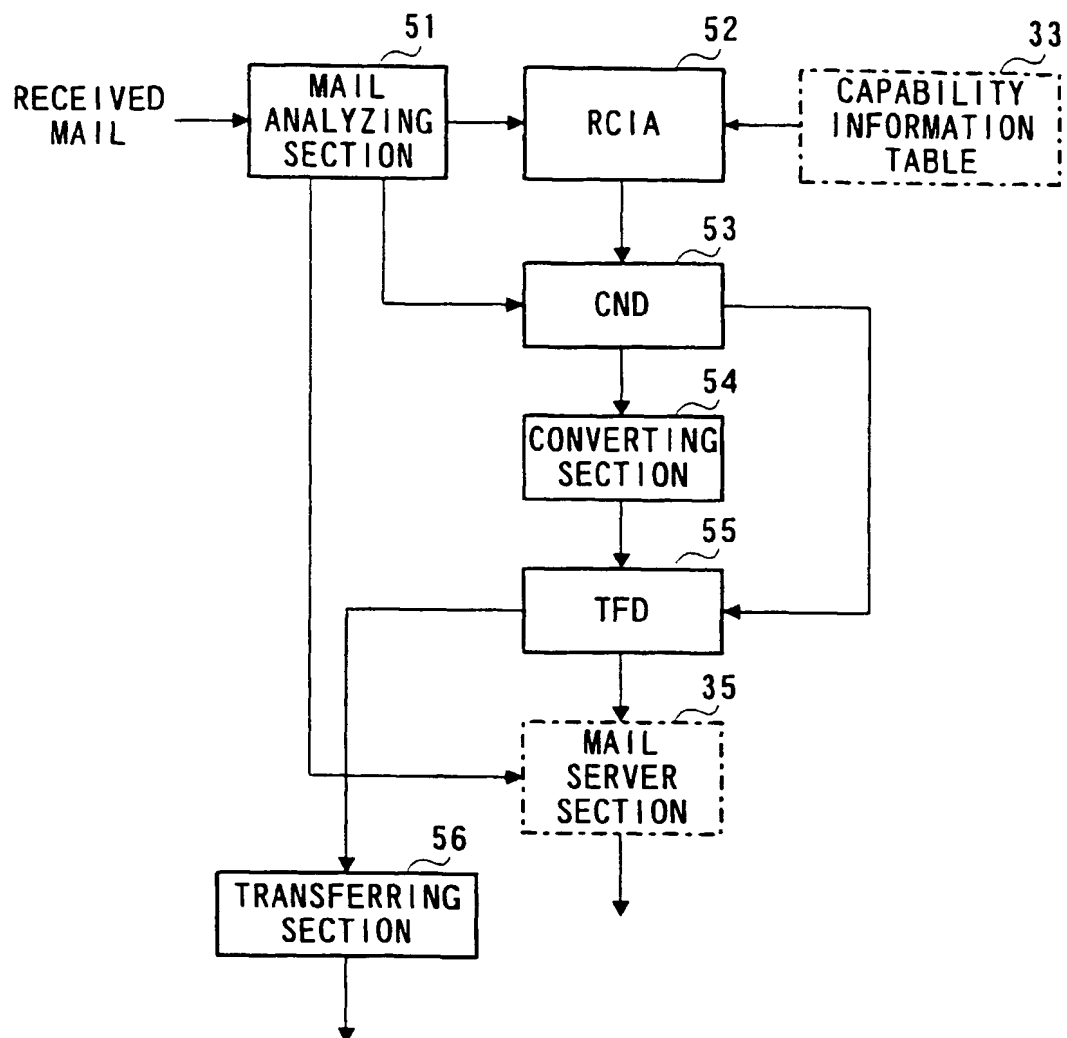 51
52
33
RECEIVED
MAIL
MAIL
ANALYZING
SECTION
RCIA
CAPABILITY
INFORMATION
TABLE
53
CND
54
CONVERTING
SECTION
55
TFD
35
MAIL
SERVER
SECTION
56
TRANSFERRING
SECTION